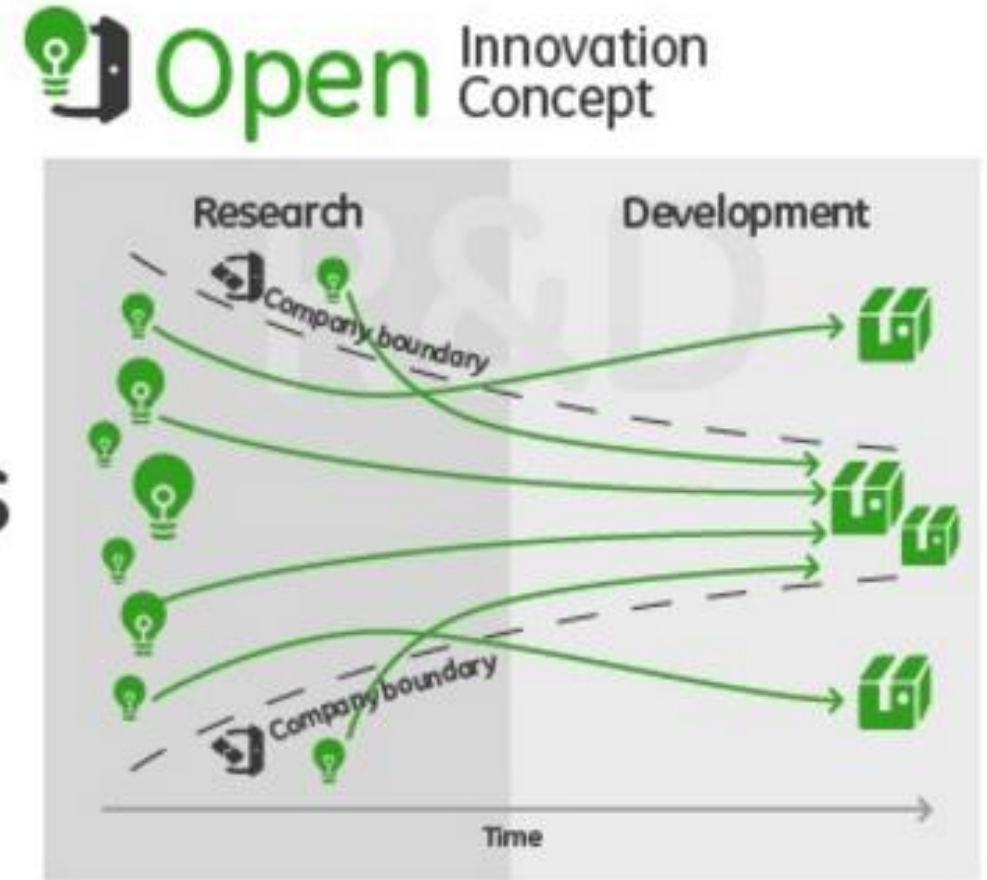 Open
Innovation
Concept
R&D
Research
Development
Company boundary
S
Company boundary
Time